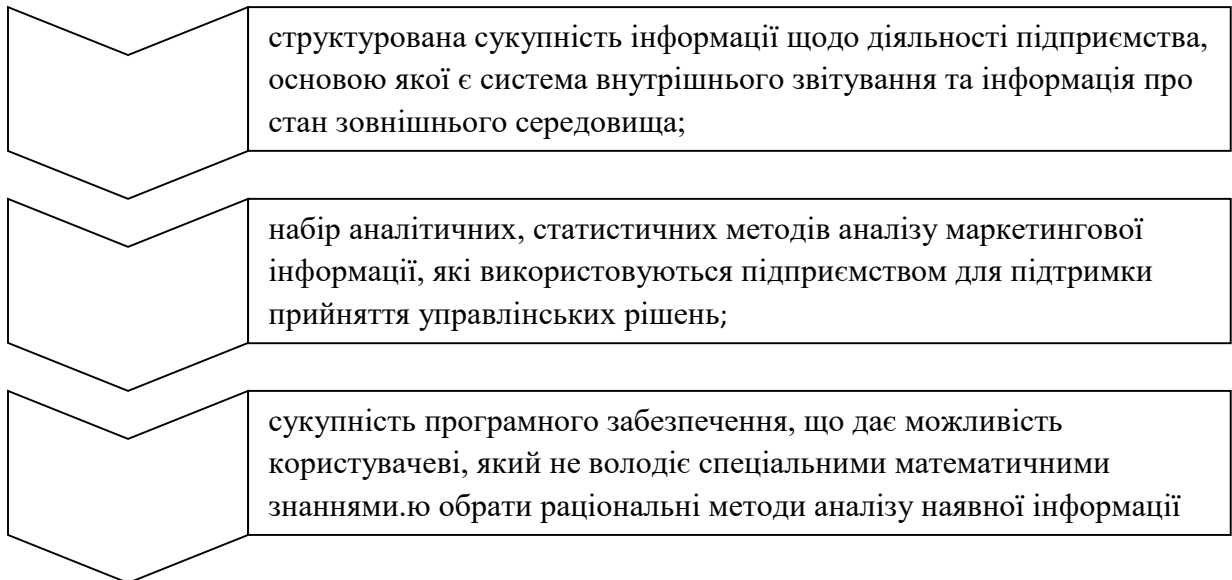 структурована сукупність інформації щодо діяльності підприємства,
основою якої є система внутрішнього звітування та інформація про
стан зовнішнього середовища;
набір аналітичних, статистичних методів аналізу маркетингової
інформації, які використовуються підприємством для підтримки
прийняття управлінських рішень;
сукупність програмного забезпечення, що дає можливість
користувачеві, який не володіє спеціальними математичними
знаннями.ю обрати раціональні методи аналізу наявної інформації